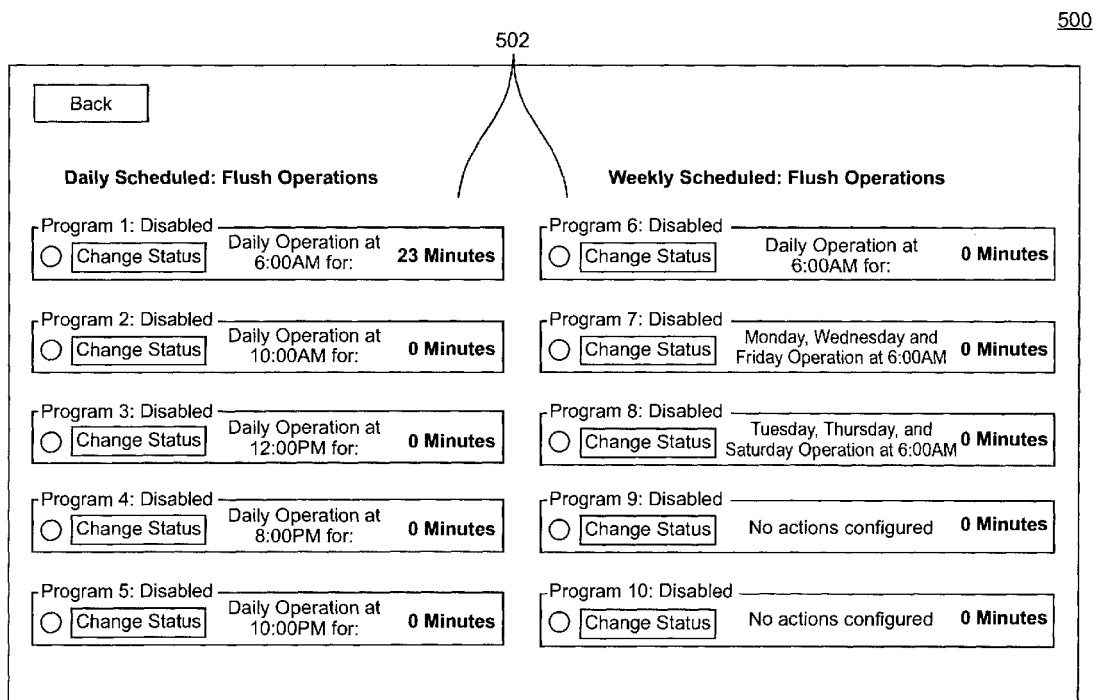 500
502
Back
Daily Scheduled: Flush Operations
Program 1: Disabled
Change Status
Daily Operation at
6:00AM for:
23 Minutes
Program 2: Disabled
Change Status
Daily Operation at
10:00AM for:
0 Minutes
Program 3: Disabled
Change Status
Daily Operation at
12:00PM for:
0 Minutes
Program 4: Disabled
Change Status
Daily Operation at
8:00PM for:
0 Minutes
Program 5: Disabled
Change Status
Daily Operation at
10:00PM for:
0 Minutes
Weekly Scheduled: Flush Operations
Program 6: Disabled
Change Status
Daily Operation at
6:00AM for:
0 Minutes
Program 7: Disabled
Change Status
Monday, Wednesday and
Friday Operation at 6:00AM
0 Minutes
Program 8: Disabled
Change Status
Tuesday, Thursday, and
Saturday Operation at 6:00AM
0 Minutes
Program 9: Disabled
Change Status
No actions configured
0 Minutes
Program 10: Disabled
Change Status
No actions configured
0 Minutes